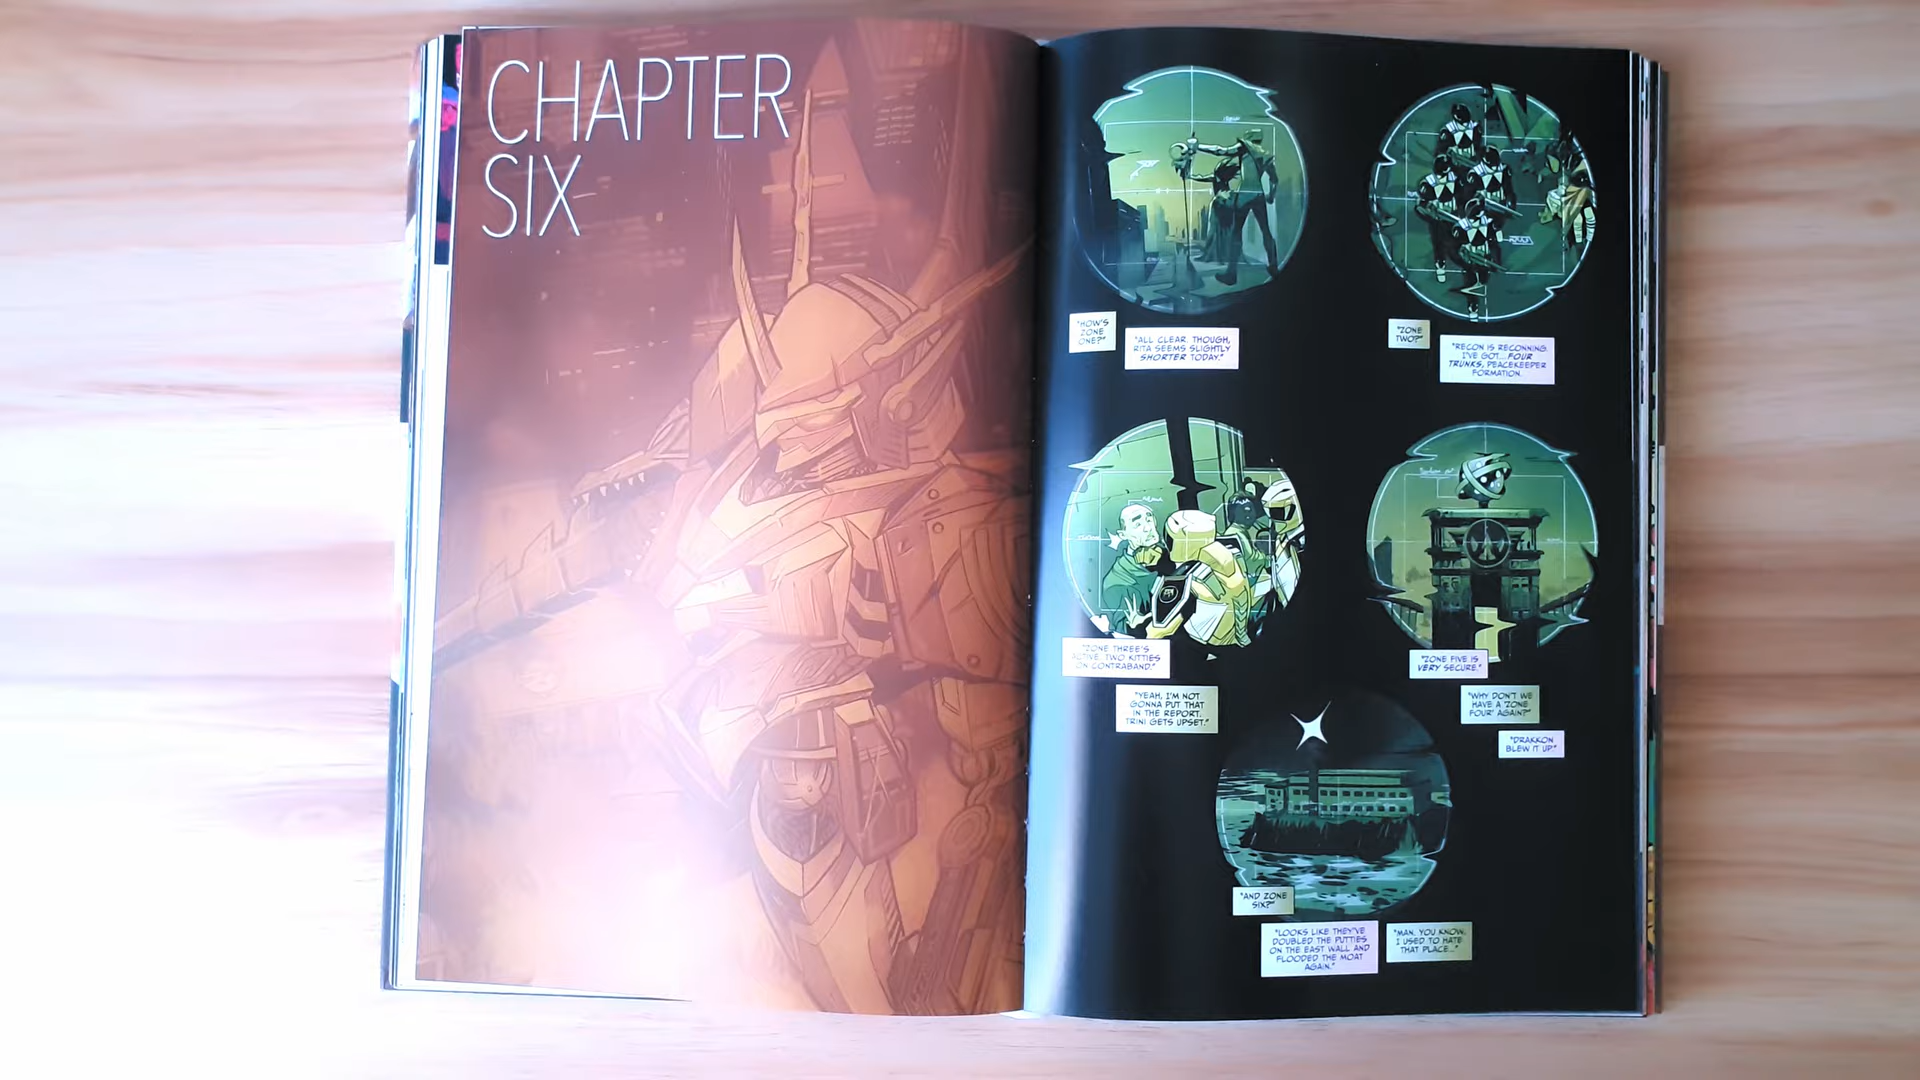 CHAPTER
SIX
"HOW'S
ZONE
ONE?"
"ALL CLEAR. THOUGH,
RITA SEEMS SLIGHTLY
SHORTER TODAY."
"ZONE
TWO?"
"RECON IS RECONNING.
I'VE GOT...FOUR
TRUNKS, PEACEKEEPER
FORMATION.
"ZONE THREE'S
ACTIVE. TWO KITTIES
ON CONTRABAND."
"YEAH, I'M NOT
GONNA PUT THAT
IN THE REPORT.
TRINI GETS UPSET."
"ZONE FIVE IS
VERY SECURE."
"WHY DON'T WE
HAVE A 'ZONE
FOUR' AGAIN?"
"DRAKKON
BLEW IT UP."
"AND ZONE
SIX?"
"LOOKS LIKE THEY'VE
DOUBLED THE PUTTIES
ON THE EAST WALL AND
FLOODED THE MOAT
AGAIN."
"MAN, YOU KNOW,
I USED TO HATE
THAT PLACE..."